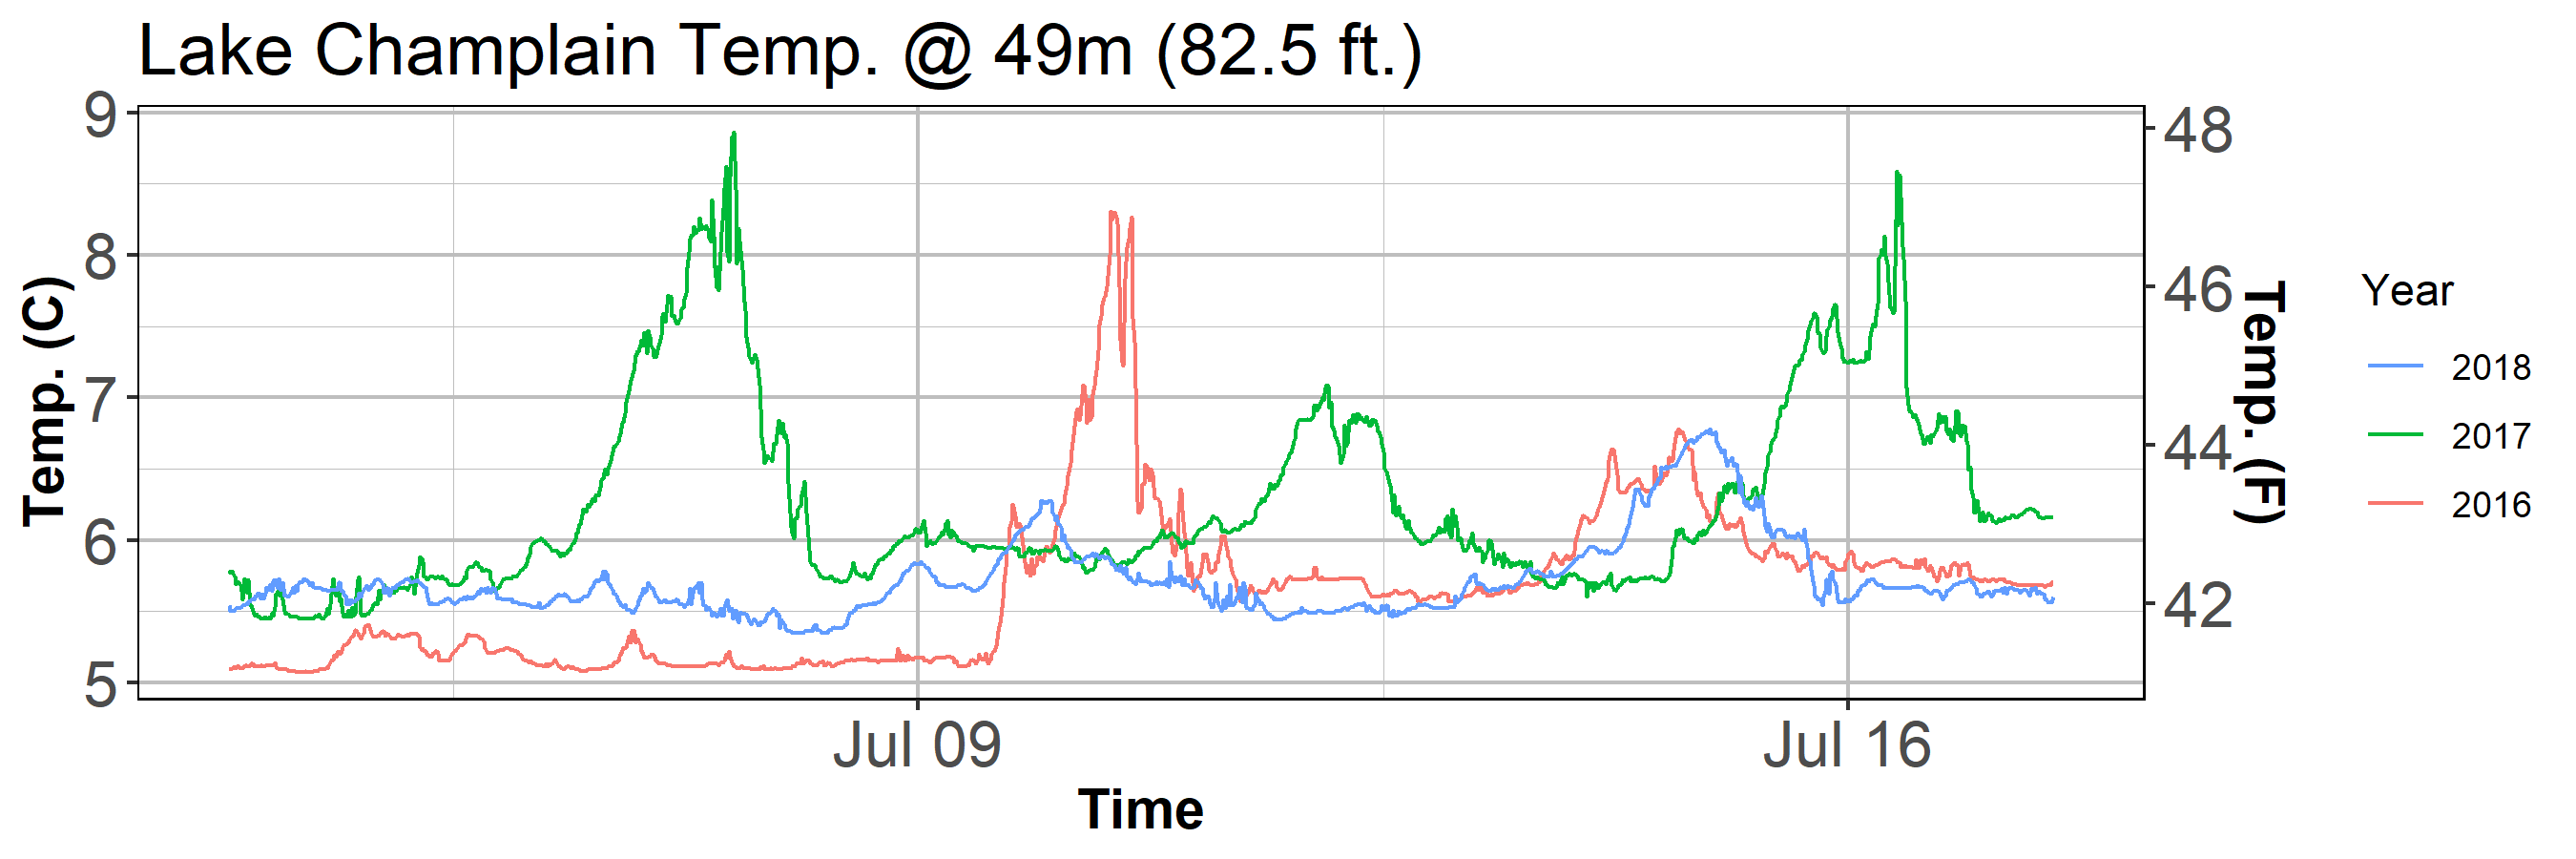 Lake Champlain Temp. @ 49m (82.5 ft.)
9
8
7
6
5
Temp. (C)
48
46
44
42
Temp. (F)
Jul 09
Jul 16
Time
Year
2018
2017
2016